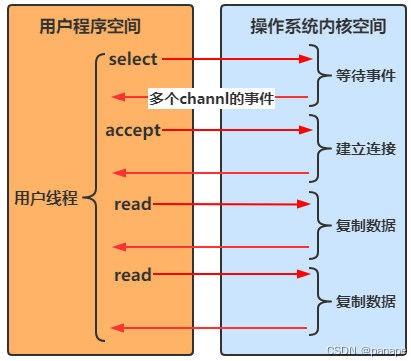 用户程序空间
操作系统内核空间
select
等待事件
多个channl的事件
accept
建立连接
用户线程
read
复制数据
read
复制数据
CSDN @panape